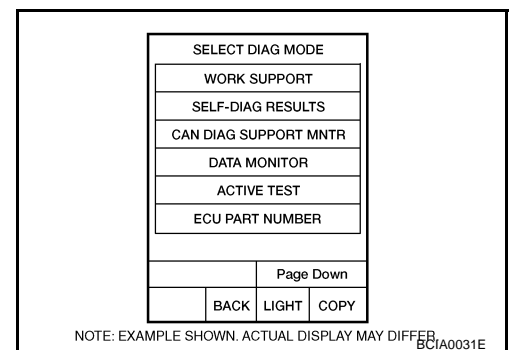 SELECT DIAG MODE
WORK SUPPORT
SELF-DIAG RESULTS
CAN DIAG SUPPORT MNTR
DATA MONITOR
ACTIVE TEST
ECU PART NUMBER
Page Down
BACK LIGHT COPY
NOTE: EXAMPLE SHOWN. ACTUAL DISPLAY MAY DIFFER.
BCIA0031E